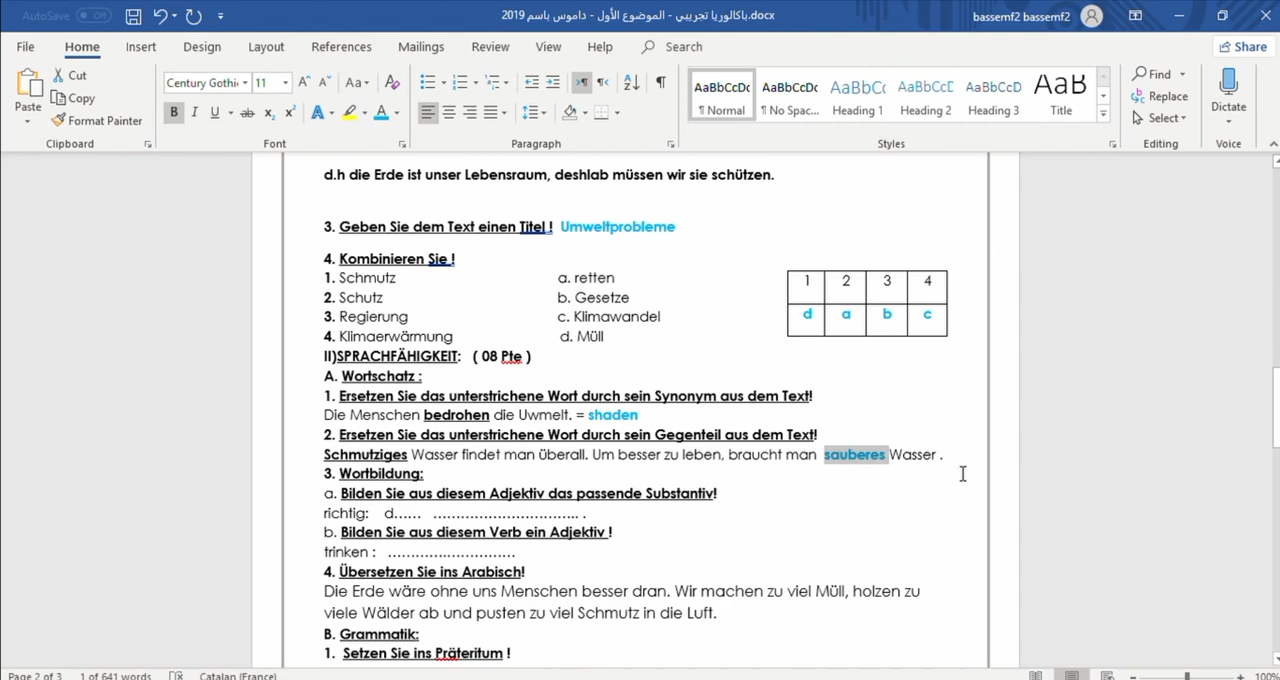 AutoSave Off باكالوريا تجريبي - الموضوع الأول - داموس باسم 2019.docx bassemf2 bassemf2
File Home Insert Design Layout References Mailings Review View Help Search Share
Cut Century Gothi 11 Aa AaBbCcDc AaBbCcDc AaBbCc AaBbCcC AaBbCcD AaB Find
Paste Copy Replace Dictate
Format Painter B I U ab x₂ x² A A ¶ Normal ¶ No Spac... Heading 1 Heading 2 Heading 3 Title Select
Clipboard Font Paragraph Styles Editing Voice
d.h die Erde ist unser Lebensraum, deshlab müssen wir sie schützen.
3. Geben Sie dem Text einen Titel ! Umweltprobleme
4. Kombinieren Sie !
1. Schmutz a. retten 1 2 3 4
2. Schutz b. Gesetze
3. Regierung c. Klimawandel d a b c
4. Klimaerwärmung d. Müll
II)SPRACHFÄHIGKEIT: ( 08 Pte )
A. Wortschatz :
1. Ersetzen Sie das unterstrichene Wort durch sein Synonym aus dem Text!
Die Menschen bedrohen die Uwmelt. = shaden
2. Ersetzen Sie das unterstrichene Wort durch sein Gegenteil aus dem Text!
Schmutziges Wasser findet man überall. Um besser zu leben, braucht man sauberes Wasser .
3. Wortbildung:
a. Bilden Sie aus diesem Adjektiv das passende Substantiv!
richtig: d...... ................................ .
b. Bilden Sie aus diesem Verb ein Adjektiv !
trinken : ............................
4. Übersetzen Sie ins Arabisch!
Die Erde wäre ohne uns Menschen besser dran. Wir machen zu viel Müll, holzen zu
viele Wälder ab und pusten zu viel Schmutz in die Luft.
B. Grammatik:
1. Setzen Sie ins Präteritum !
Page 2 of 3 1 of 641 words Catalan (France) 100%